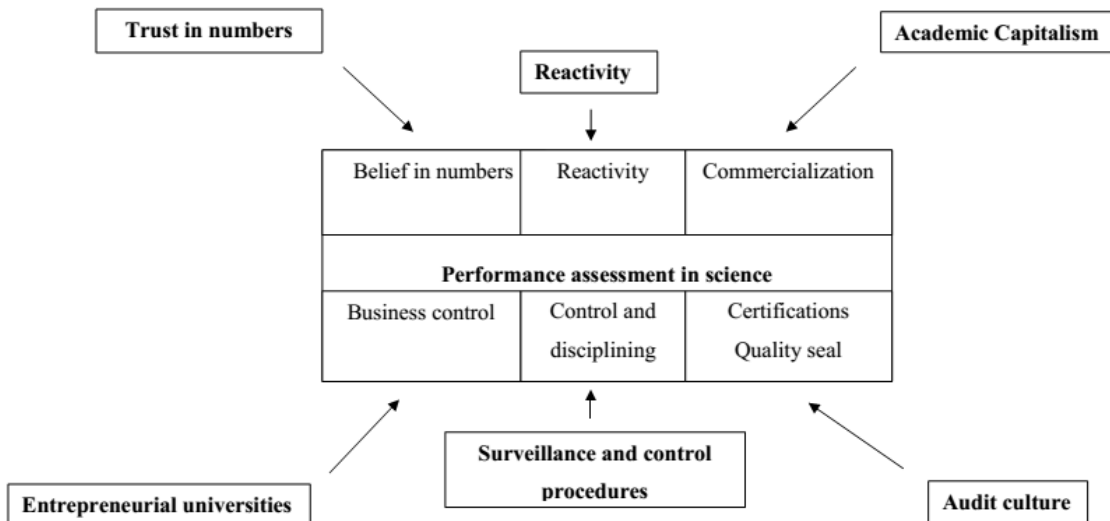 Trust in numbers
Academic Capitalism
Reactivity
Belief in numbers
Reactivity
Commercialization
Performance assessment in science
Business control
Control and
disciplining
Certifications
Quality seal
Surveillance and control
procedures
Entrepreneurial universities
Audit culture